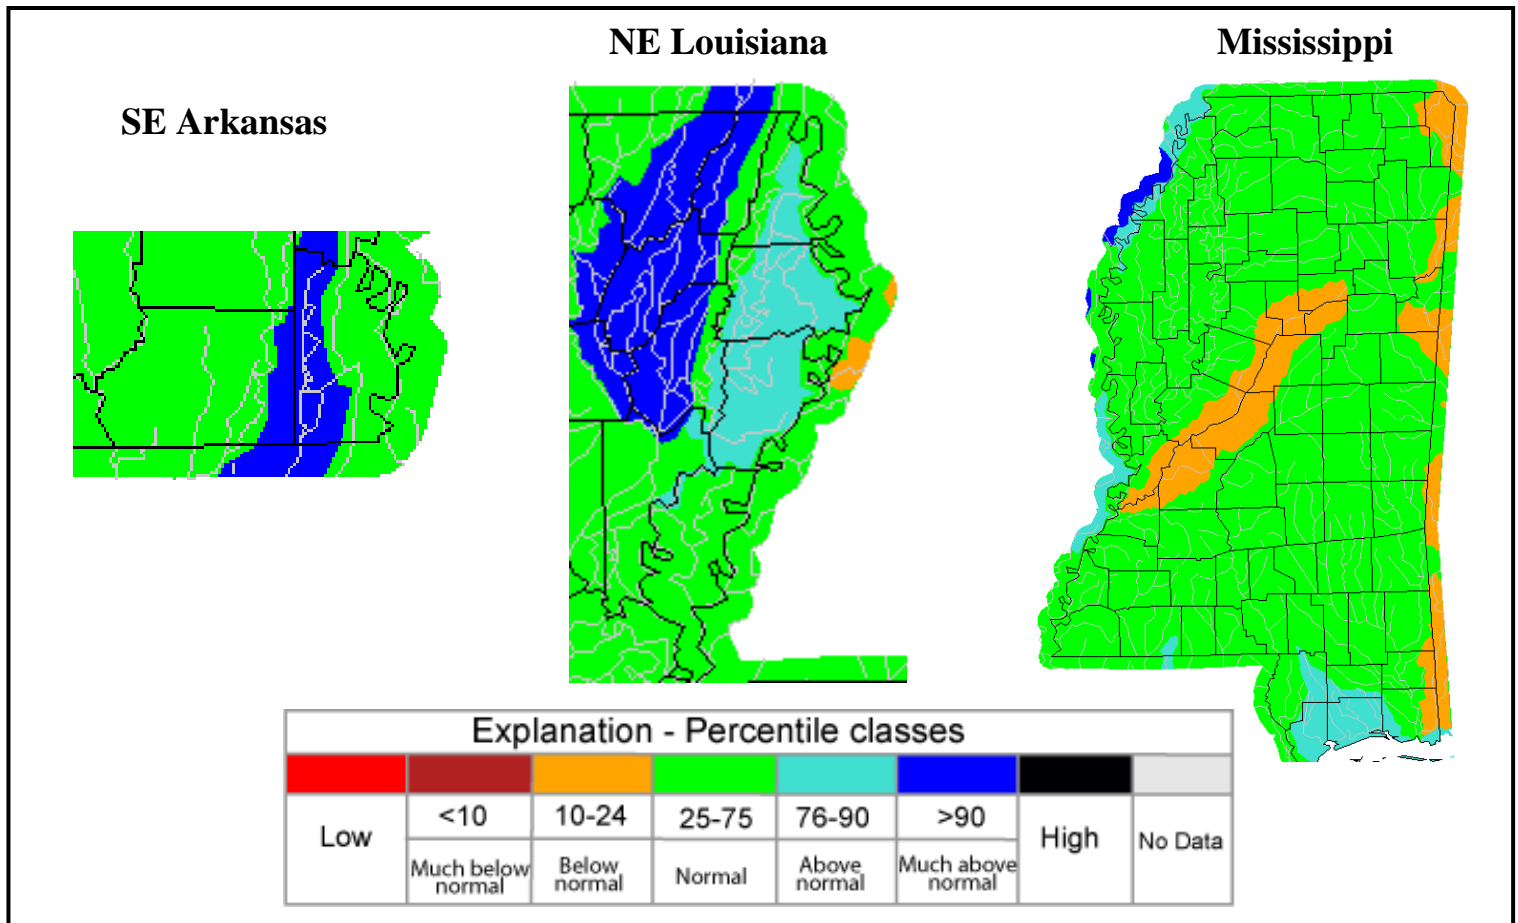 NE Louisiana
Mississippi
SE Arkansas
Explanation - Percentile classes
Low
<10
10-24
25-75
76-90
>90
High
No Data
Much below
normal
Below
normal
Normal
Above
normal
Much above
normal